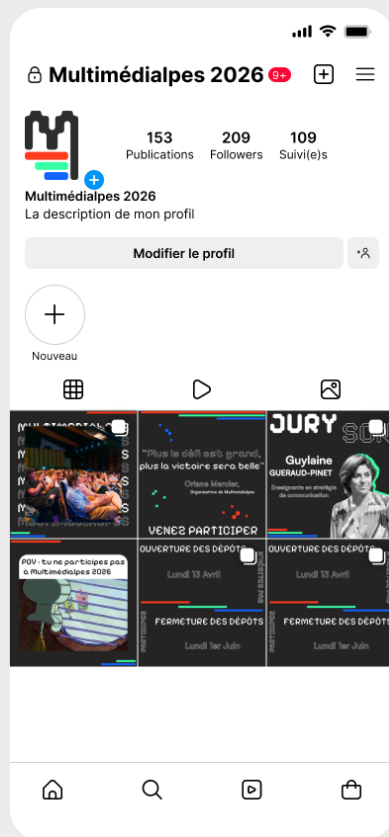 Multimédialpes 2026 9+
153 209 109
Publications Followers Suivi(e)s
Multimédialpes 2026
La description de mon profil
Modifier le profil
Nouveau
"Plus le défi est grand,
plus la victoire sera belle"
Oriane Mercier,
Organisatrice de Multimédialpes
VENEZ PARTICIPER
JURY
Guylaine
GUERAUD-PINET
Enseignante en stratégie
de communication
POV : tu ne participes pas
à Multimédialpes 2026
OUVERTURE DES DÉPÔTS
Lundi 13 Avril
FERMETURE DES DÉPÔTS
Lundi 1er Juin
PARTICIPEZ
OUVERTURE DES DÉPÔTS
Lundi 13 Avril
FERMETURE DES DÉPÔTS
Lundi 1er Juin
PARTICIPEZ